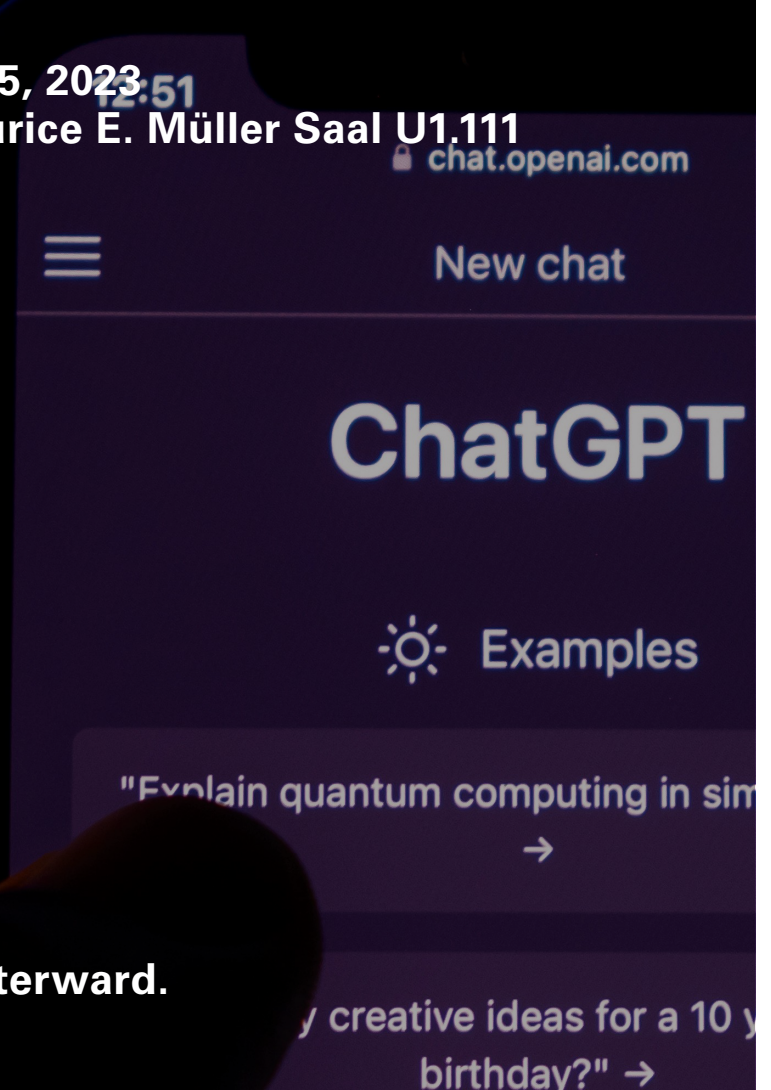 5, 2023
12:51
urice E. Müller Saal U1.111
chat.openai.com
New chat
ChatGPT
Examples
"Explain quantum computing in sim
→
terward.
y creative ideas for a 10 y
birthday?" →